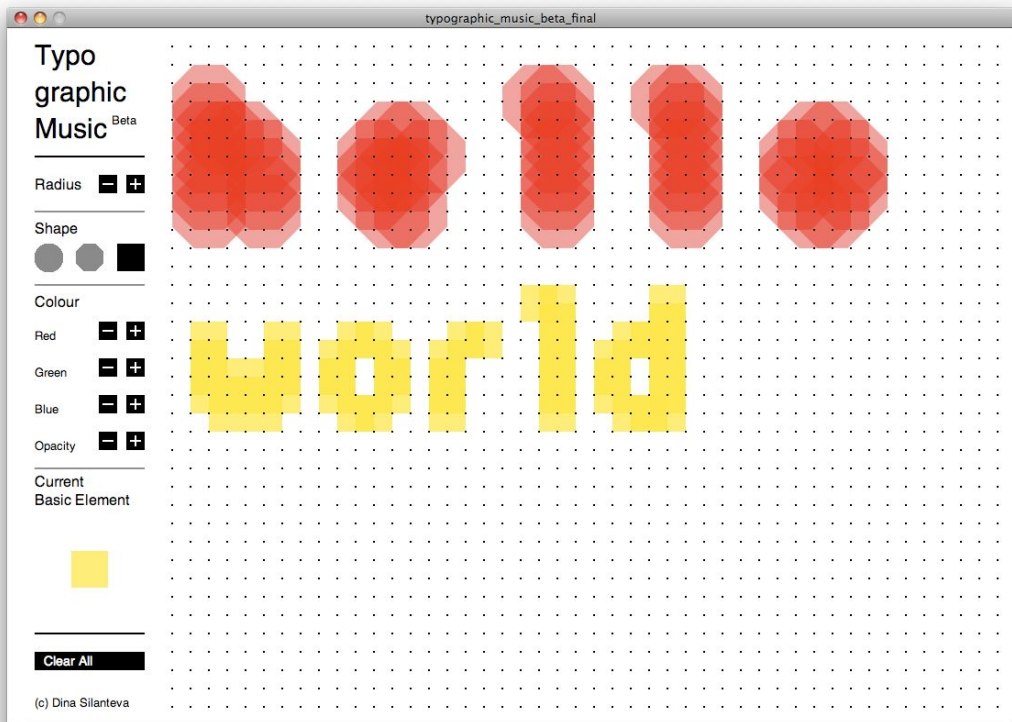 typographic_music_beta_final
Typo
graphic
Music Beta
Radius
Shape
Colour
Red
Green
Blue
Opacity
Current
Basic Element
Clear All
(c) Dina Silanteva
hello
world